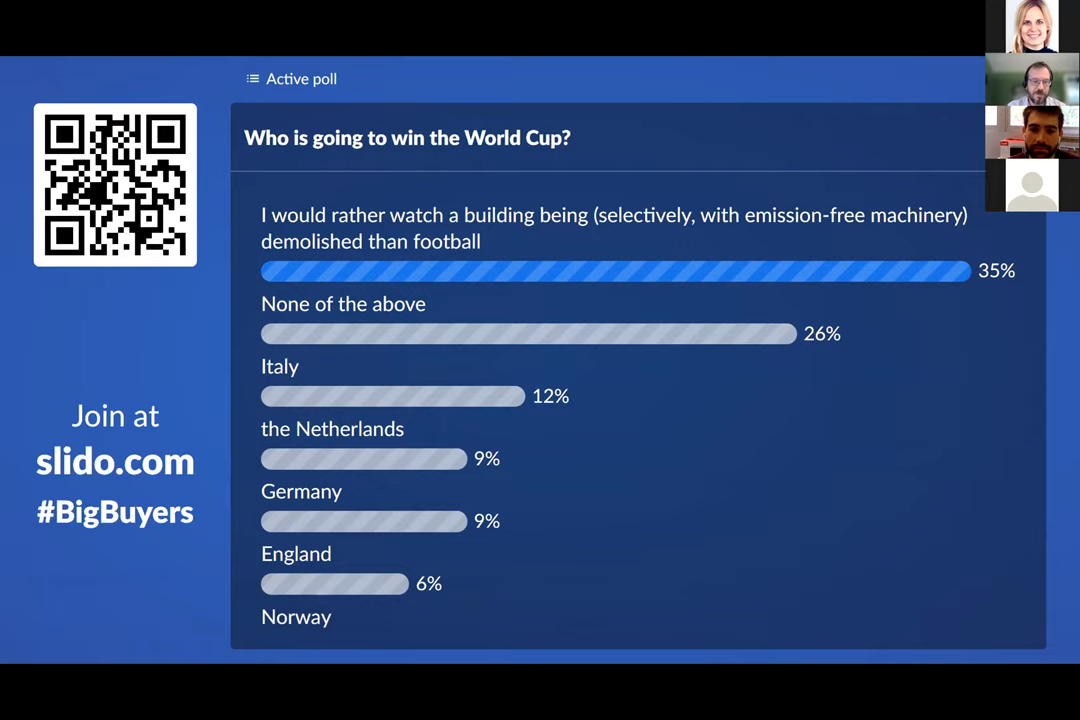 Active poll
Who is going to win the World Cup?
I would rather watch a building being (selectively, with emission-free machinery)
demolished than football
35%
None of the above
26%
Italy
12%
the Netherlands
9%
Germany
9%
England
6%
Norway
Join at
slido.com
#BigBuyers